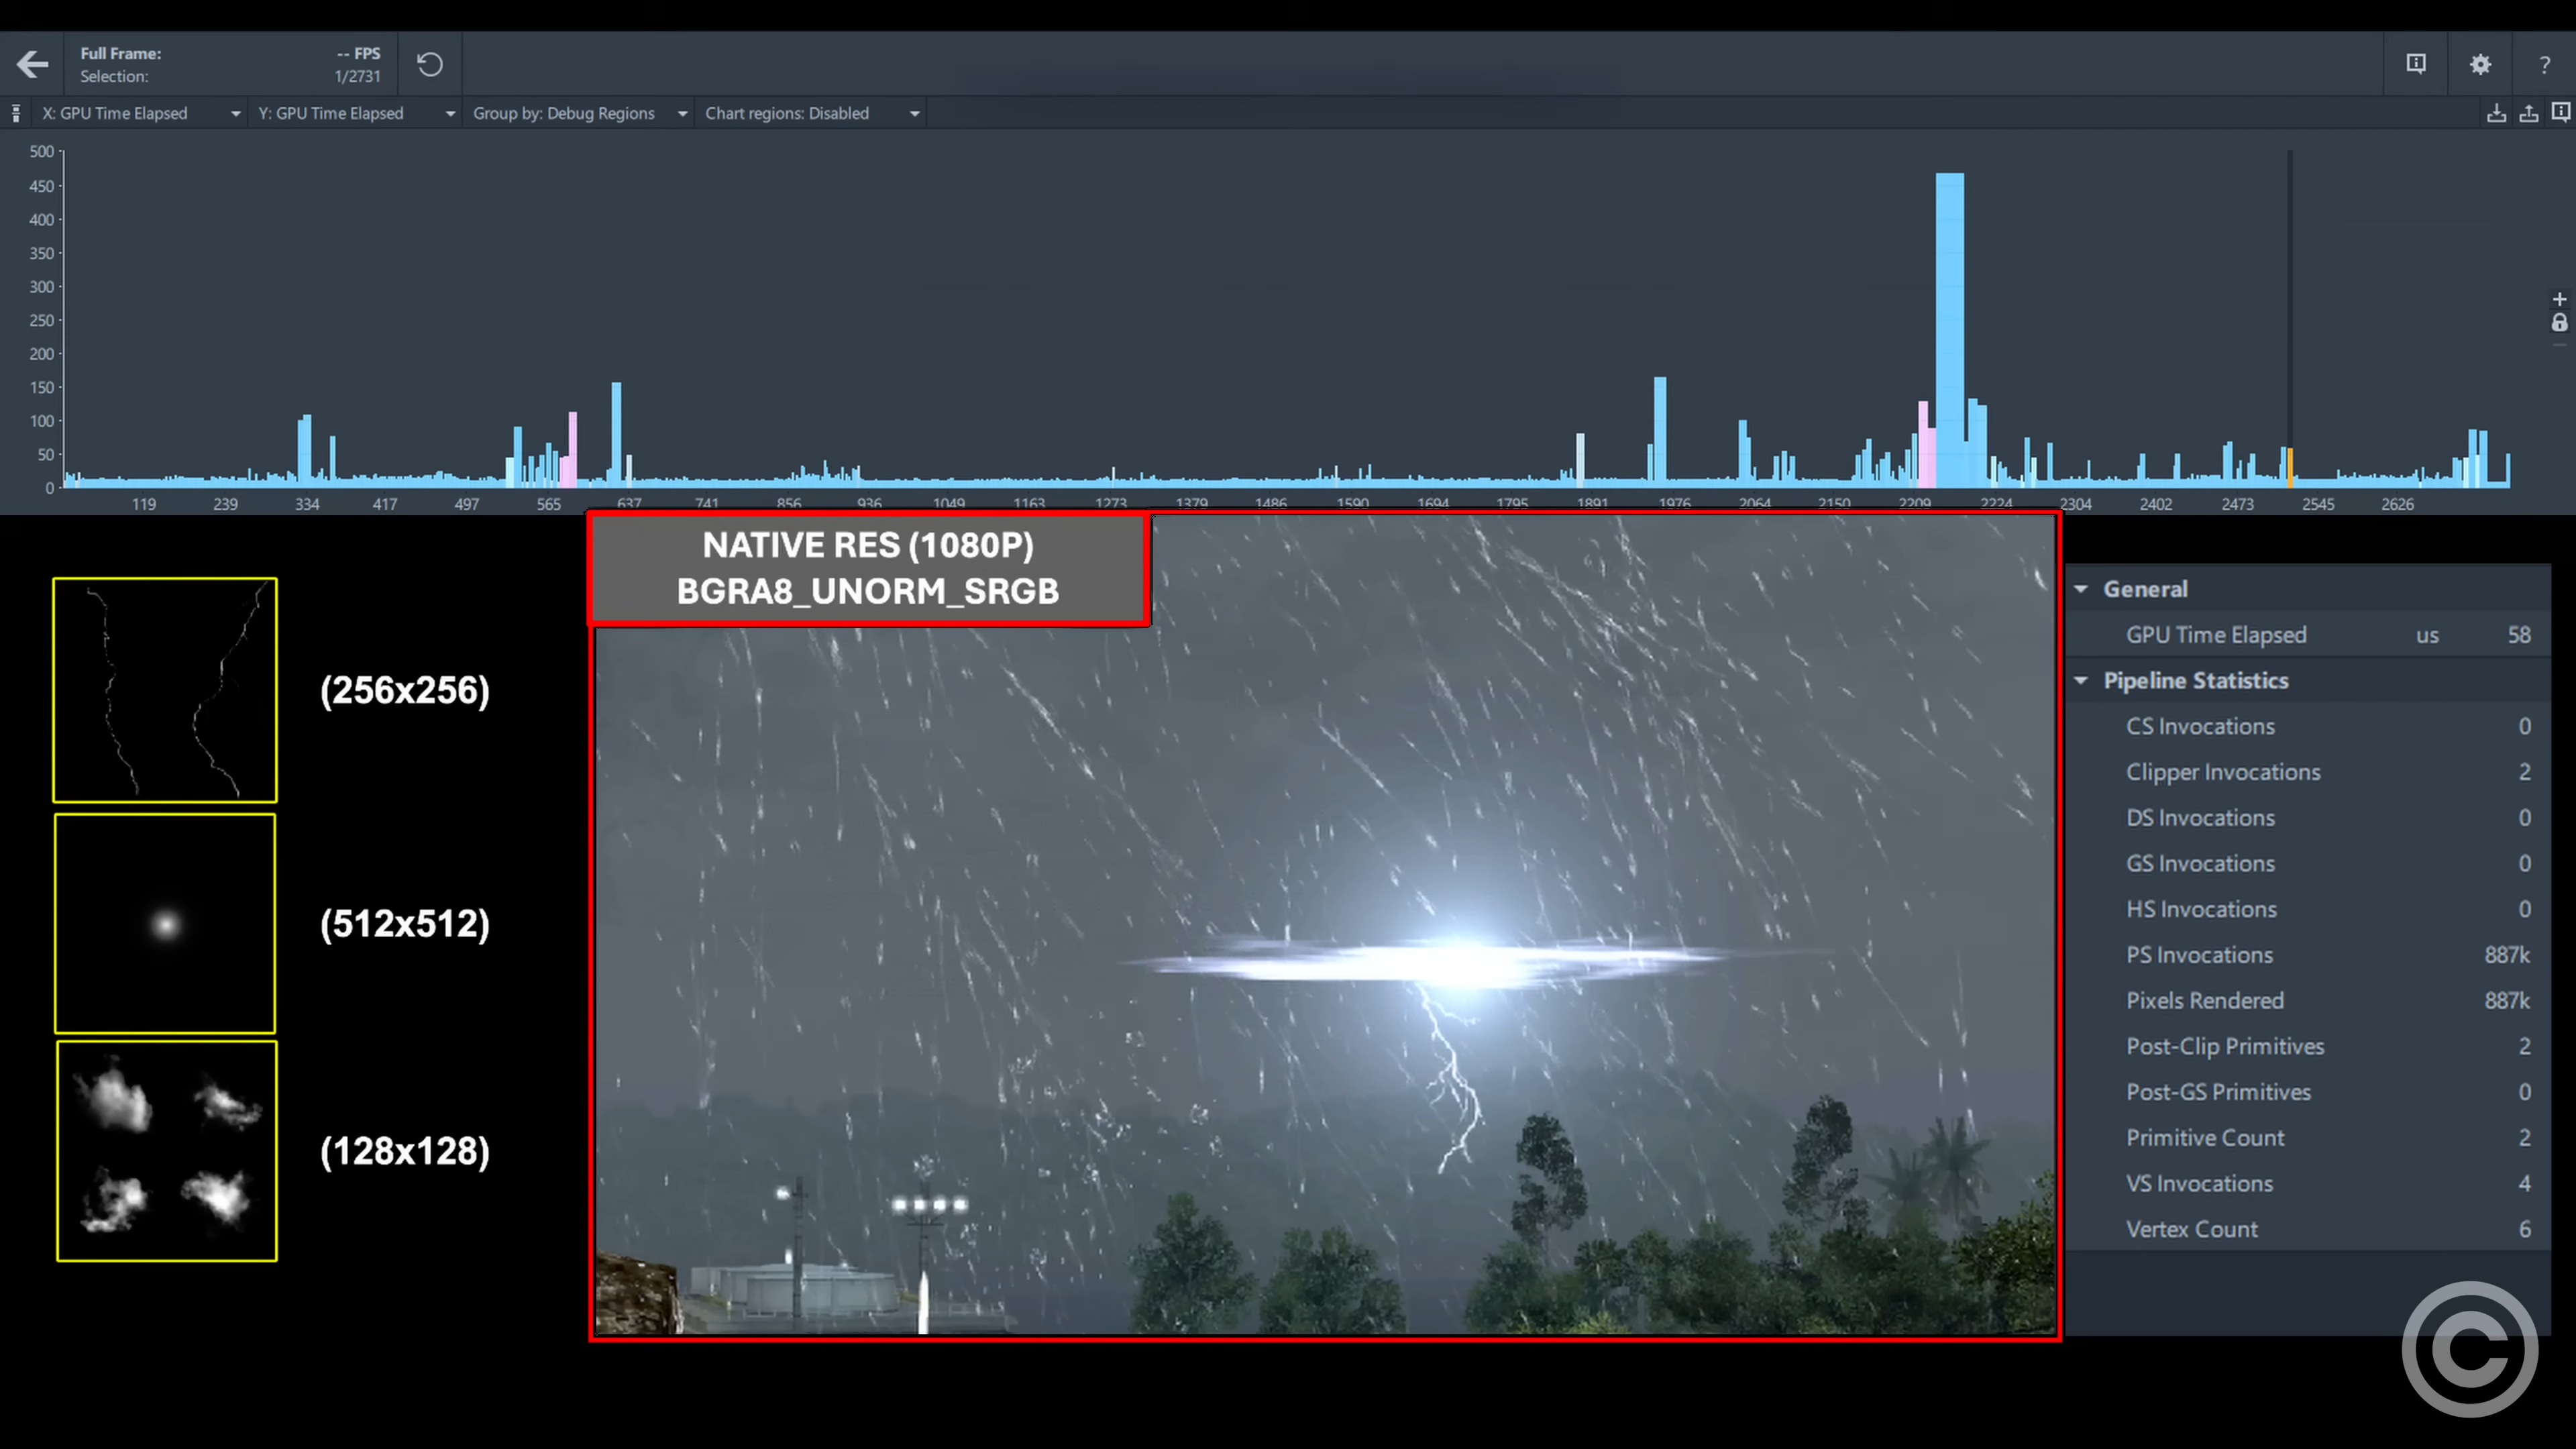 Full Frame: -- FPS
Selection: 1/2731
?
X: GPU Time Elapsed Y: GPU Time Elapsed Group by: Debug Regions Chart regions: Disabled
500
450
400
350
300
250
200
150
100
50
0
119 239 334 417 497 565 637 741 856 936 1049 1163 1273 1379 1486 1590 1694 1795 1891 1976 2064 2150 2209 2224 2304 2402 2473 2545 2626
NATIVE RES (1080P)
BGRA8_UNORM_SRGB
(256x256)
(512x512)
(128x128)
General
GPU Time Elapsed us 58
Pipeline Statistics
CS Invocations 0
Clipper Invocations 2
DS Invocations 0
GS Invocations 0
HS Invocations 0
PS Invocations 887k
Pixels Rendered 887k
Post-Clip Primitives 2
Post-GS Primitives 0
Primitive Count 2
VS Invocations 4
Vertex Count 6
©